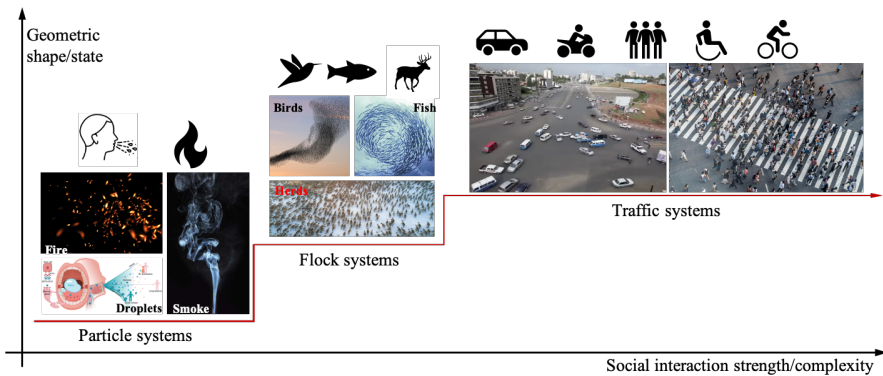 Geometric
shape/state
Birds
Fish
Herds
Fire
Droplets
Smoke
Traffic systems
Flock systems
Particle systems
Social interaction strength/complexity